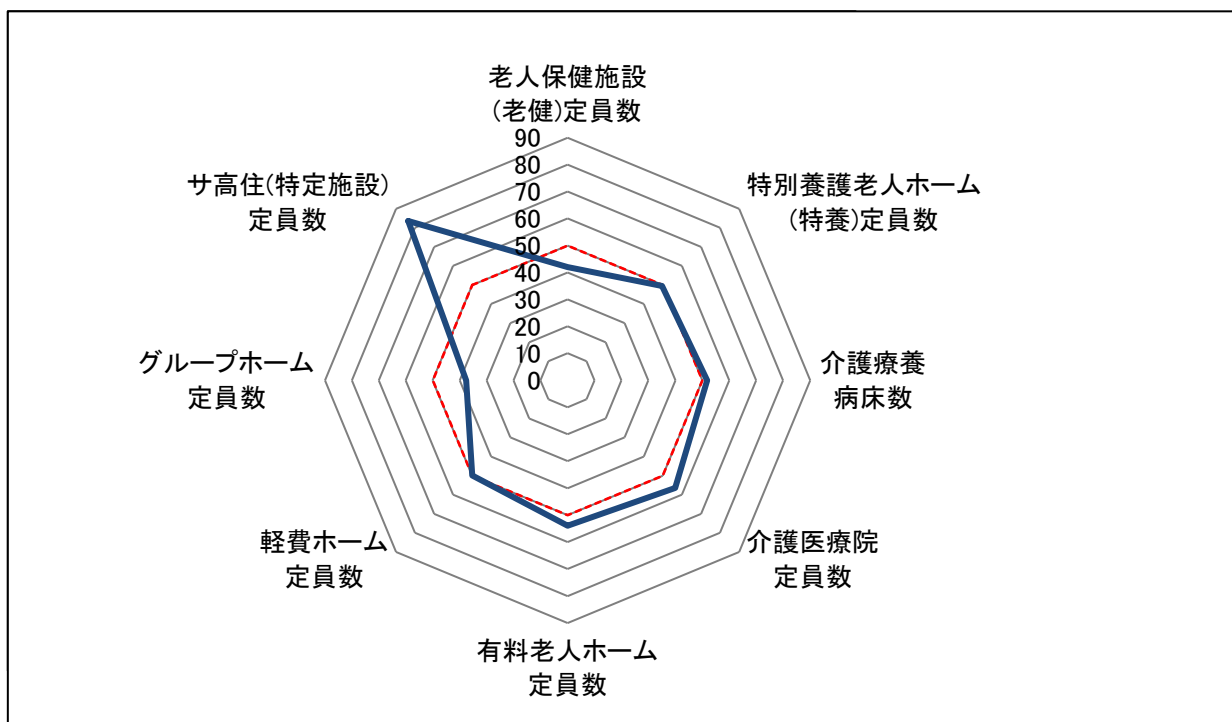 老人保健施設
(老健)定員数
特別養護老人ホーム
(特養)定員数
介護療養
病床数
介護医療院
定員数
有料老人ホーム
定員数
軽費ホーム
定員数
グループホーム
定員数
サ高住(特定施設)
定員数
90
80
70
60
50
40
30
20
10
0